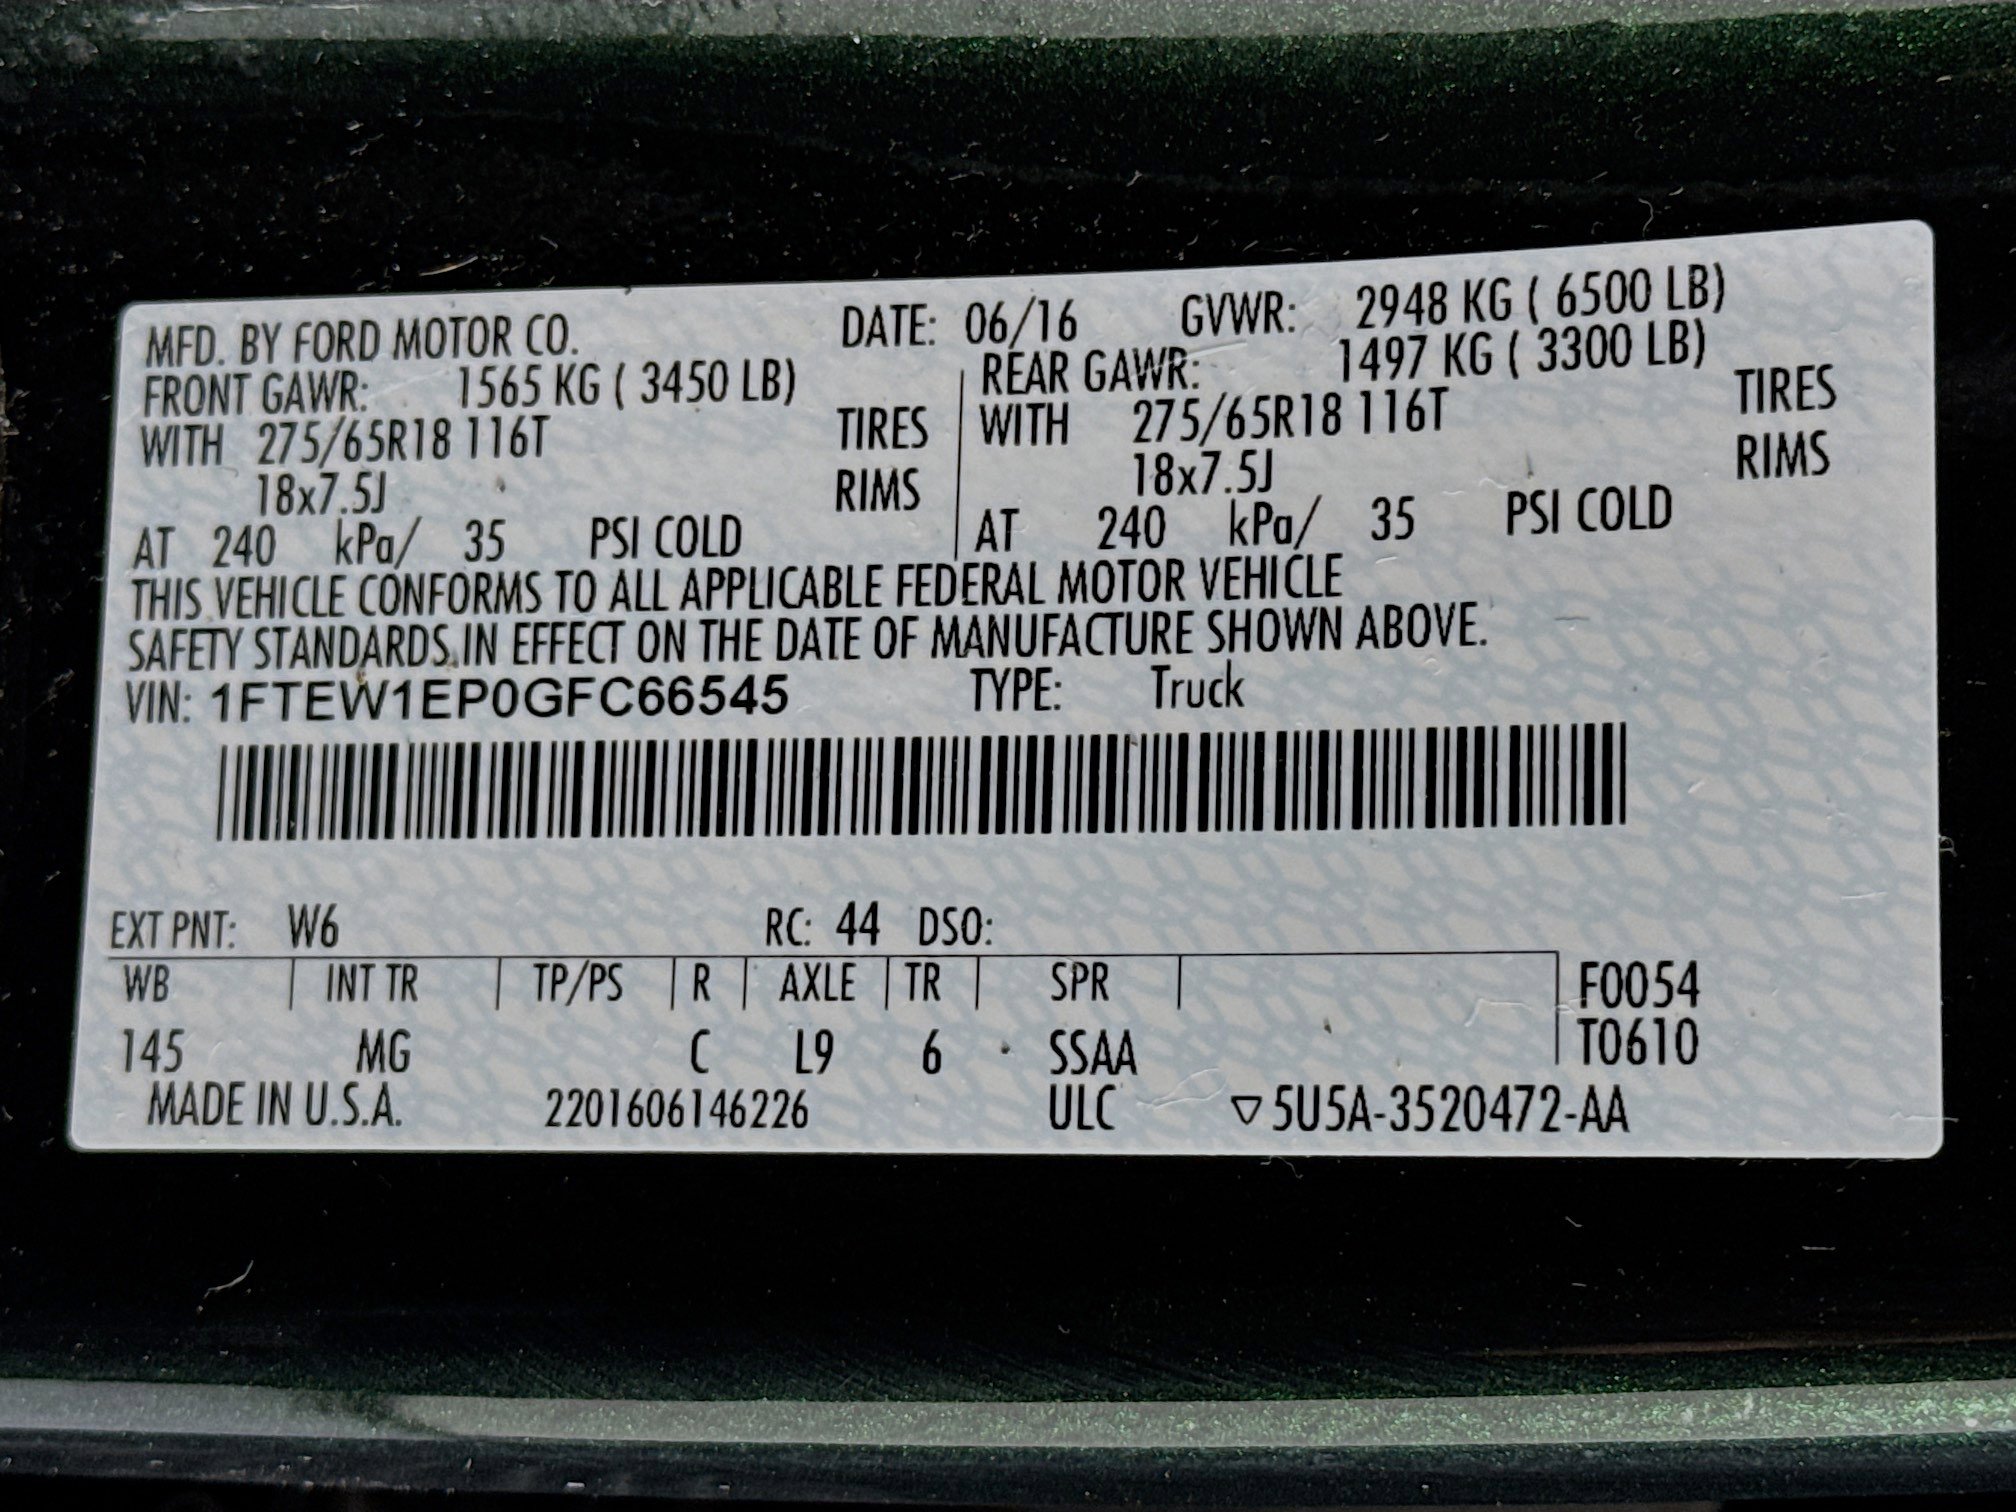 MFD. BY FORD MOTOR CO. DATE: 06/16 GVWR: 2948 KG ( 6500 LB)
FRONT GAWR: 1565 KG ( 3450 LB) REAR GAWR: 1497 KG ( 3300 LB)
WITH 275/65R18 116T TIRES WITH 275/65R18 116T TIRES
18x7.5J RIMS 18x7.5J RIMS
AT 240 kPa/ 35 PSI COLD AT 240 kPa/ 35 PSI COLD
THIS VEHICLE CONFORMS TO ALL APPLICABLE FEDERAL MOTOR VEHICLE
SAFETY STANDARDS IN EFFECT ON THE DATE OF MANUFACTURE SHOWN ABOVE.
VIN: 1FTEW1EP0GFC66545 TYPE: Truck
EXT PNT: W6 RC: 44 DSO:
WB INT TR TP/PS R AXLE TR SPR F0054
145 MG C L9 6 SSAA T0610
MADE IN U.S.A. 2201606146226 ULC ▽5U5A-3520472-AA